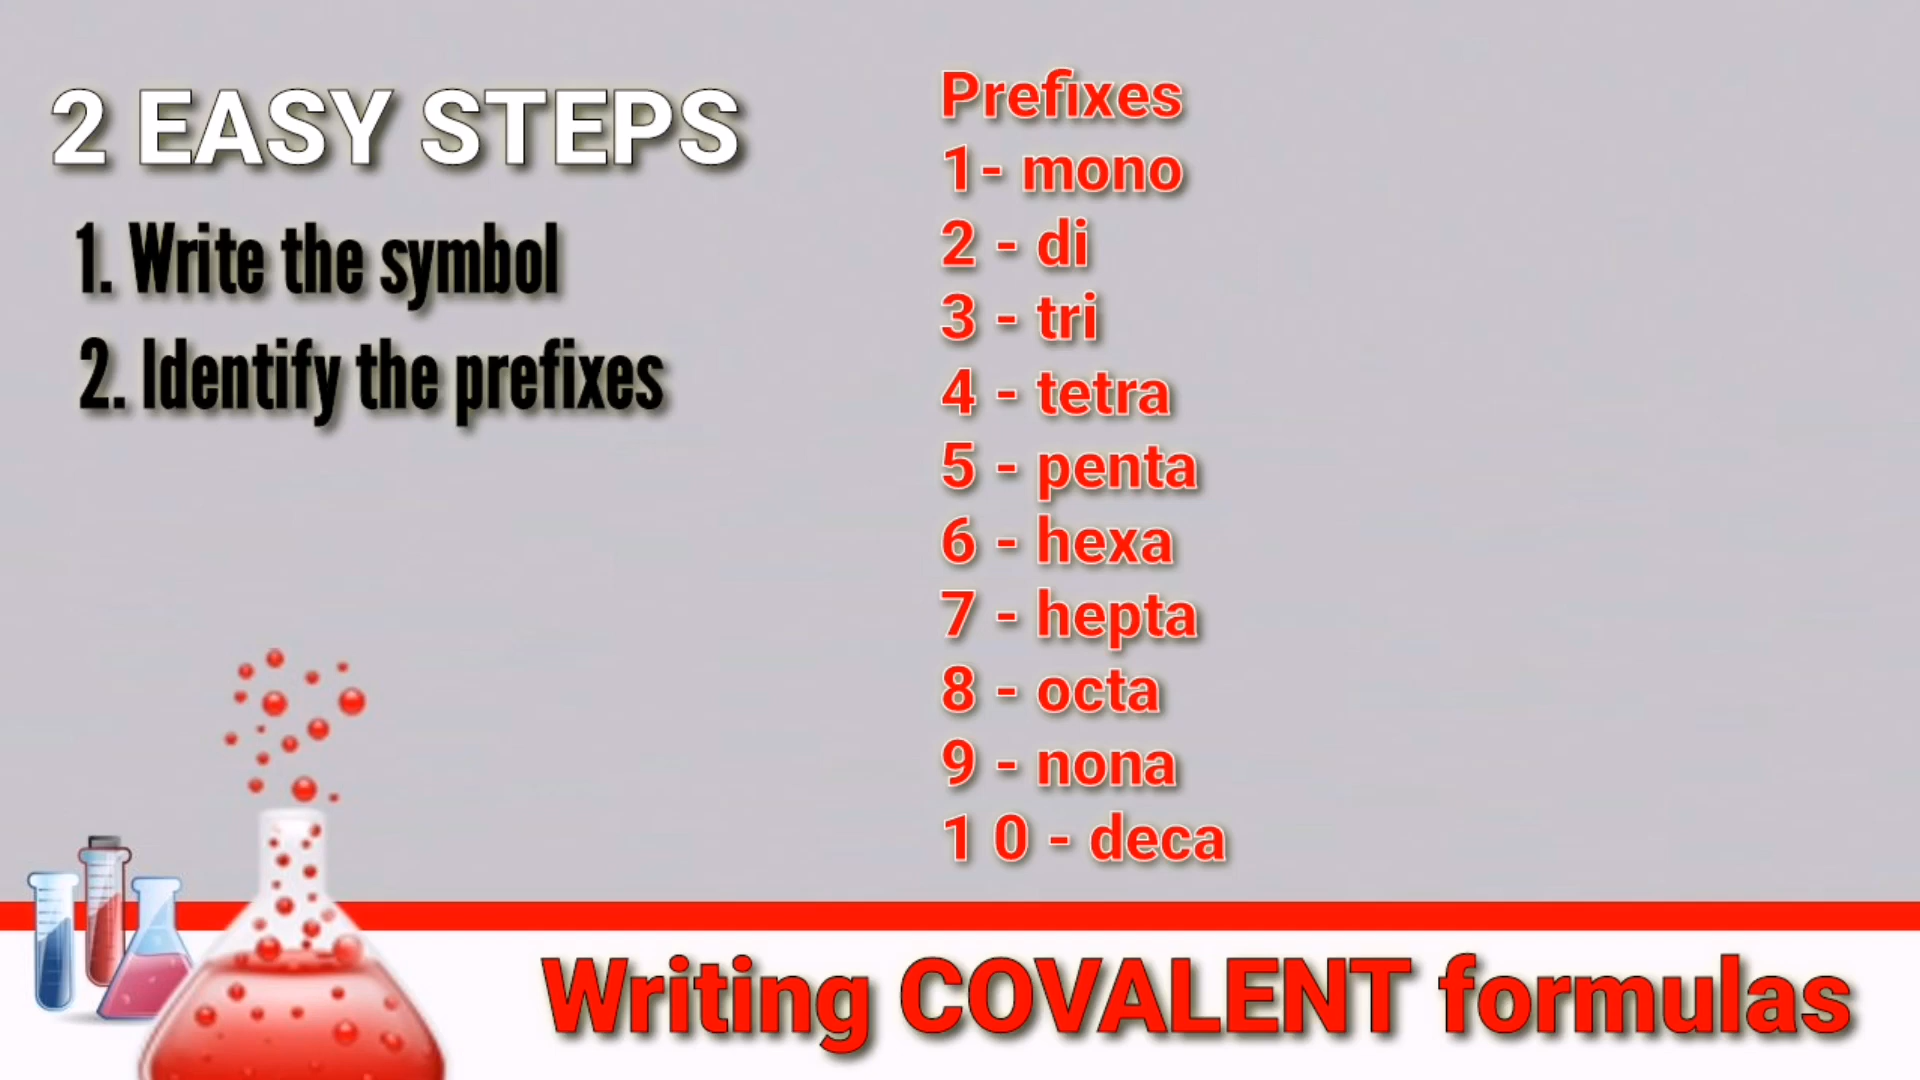 2 EASY STEPS
1. Write the symbol
2. Identify the prefixes
Prefixes
1- mono
2 - di
3 - tri
4 - tetra
5 - penta
6 - hexa
7 - hepta
8 - octa
9 - nona
1 0 - deca
Writing COVALENT formulas